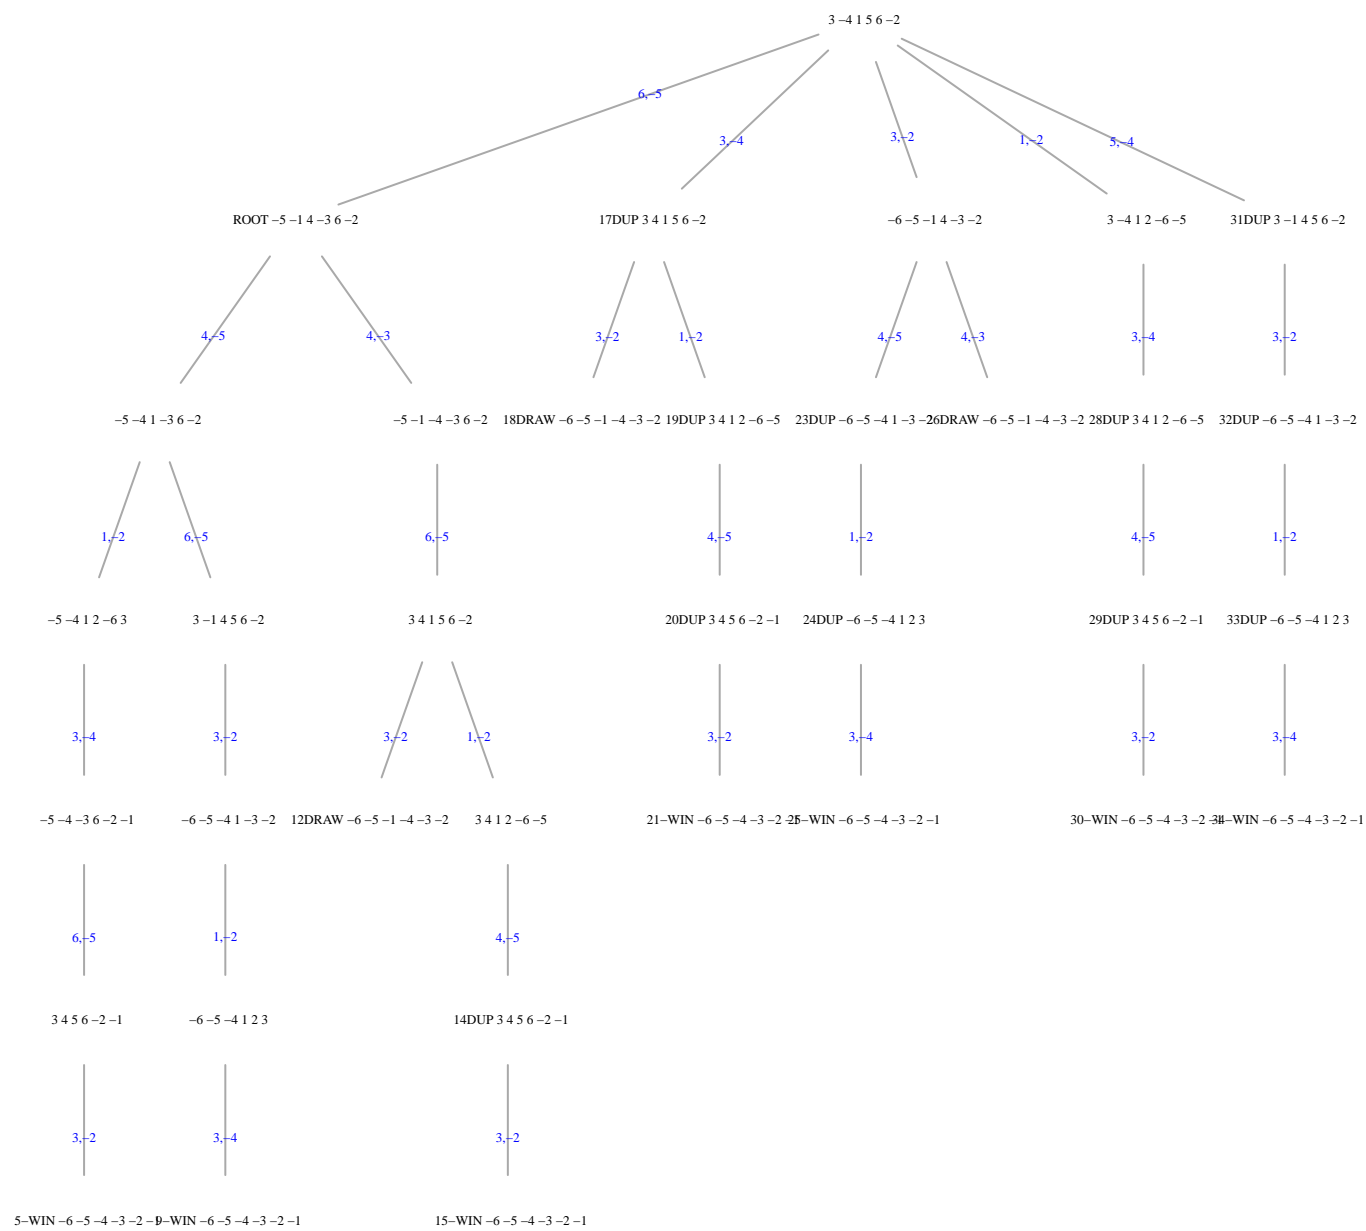 3 −4 1 5 6 −2
6,−5
3,−4
3,−2
1,−2
5,−4
ROOT −5 −1 4 −3 6 −2
17DUP 3 4 1 5 6 −2
−6 −5 −1 4 −3 −2
3 −4 1 2 −6 −5
31DUP 3 −1 4 5 6 −2
4,−5
4,−3
3,−2
1,−2
4,−5
4,−3
3,−4
3,−2
−5 −4 1 −3 6 −2
−5 −1 −4 −3 6 −2
18DRAW −6 −5 −1 −4 −3 −2
19DUP 3 4 1 2 −6 −5
23DUP −6 −5 −4 1 −3 −2
26DRAW −6 −5 −1 −4 −3 −2
28DUP 3 4 1 2 −6 −5
32DUP −6 −5 −4 1 −3 −2
1,−2
6,−5
6,−5
4,−5
1,−2
4,−5
1,−2
−5 −4 1 2 −6 3
3 −1 4 5 6 −2
3 4 1 5 6 −2
20DUP 3 4 5 6 −2 −1
24DUP −6 −5 −4 1 2 3
29DUP 3 4 5 6 −2 −1
33DUP −6 −5 −4 1 2 3
3,−4
3,−2
3,−2
1,−2
3,−2
3,−4
3,−2
3,−4
−5 −4 −3 6 −2 −1
−6 −5 −4 1 −3 −2
12DRAW −6 −5 −1 −4 −3 −2
3 4 1 2 −6 −5
21−WIN −6 −5 −4 −3 −2 −1
25−WIN −6 −5 −4 −3 −2 −1
30−WIN −6 −5 −4 −3 −2 −1
34−WIN −6 −5 −4 −3 −2 −1
6,−5
1,−2
4,−5
3 4 5 6 −2 −1
−6 −5 −4 1 2 3
14DUP 3 4 5 6 −2 −1
3,−2
3,−4
3,−2
5−WIN −6 −5 −4 −3 −2 −1
9−WIN −6 −5 −4 −3 −2 −1
15−WIN −6 −5 −4 −3 −2 −1